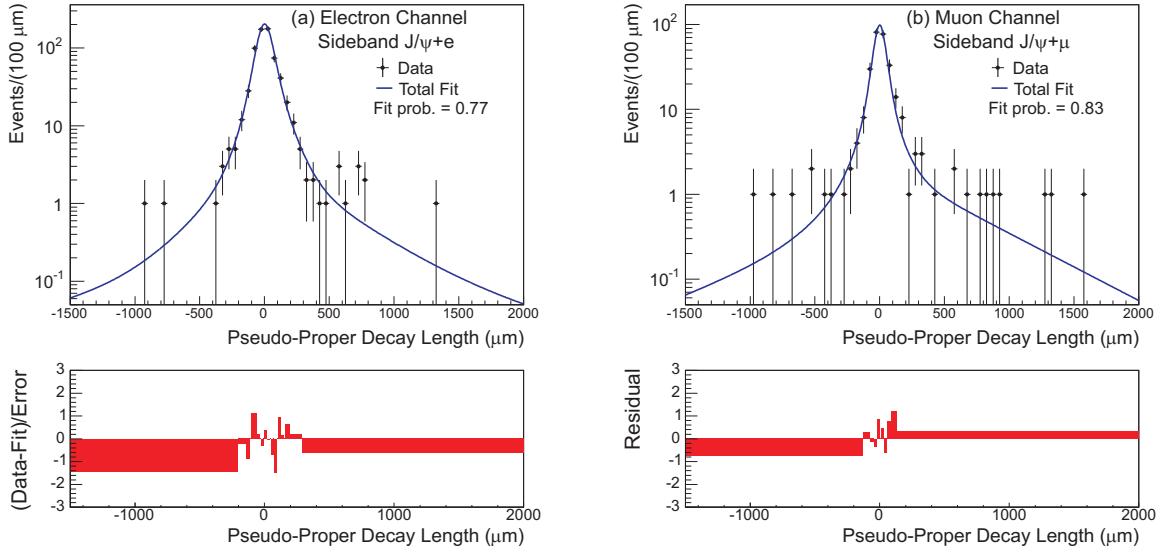 (a) Electron Channel
Sideband J/ψ+e
Data
Total Fit
Fit prob. = 0.77
Events/(100 μm)
10²
10
1
10⁻¹
-1500 -1000 -500 0 500 1000 1500 2000
Pseudo-Proper Decay Length (μm)
(b) Muon Channel
Sideband J/ψ+μ
Data
Total Fit
Fit prob. = 0.83
Events/(100 μm)
10²
10
1
10⁻¹
-1500 -1000 -500 0 500 1000 1500 2000
Pseudo-Proper Decay Length (μm)
(Data-Fit)/Error
3
2
1
0
-1
-2
-3
-1000 0 1000 2000
Pseudo-Proper Decay Length (μm)
Residual
3
2
1
0
-1
-2
-3
-1000 0 1000 2000
Pseudo-Proper Decay Length (μm)